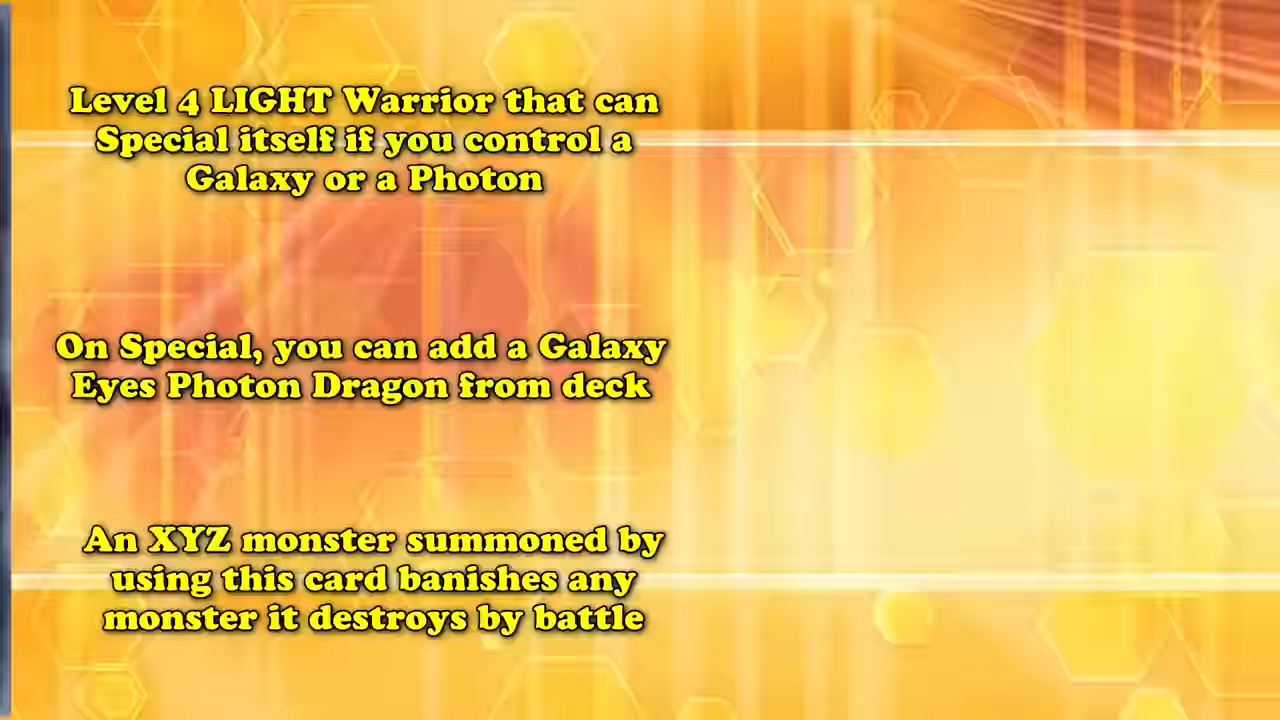 Level 4 LIGHT Warrior that can
Special itself if you control a
Galaxy or a Photon
On Special, you can add a Galaxy
Eyes Photon Dragon from deck
An XYZ monster summoned by
using this card banishes any
monster it destroys by battle